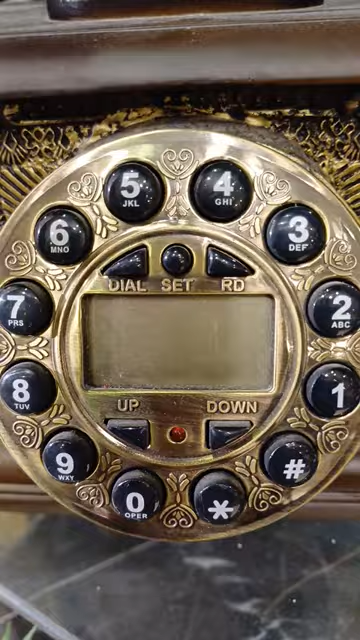 5
JKL
4
GHI
6
MNO
3
DEF
DIAL SET RD
7
PRS
2
ABC
8
TUV
1
UP DOWN
9
WXY
#
0
OPER
*